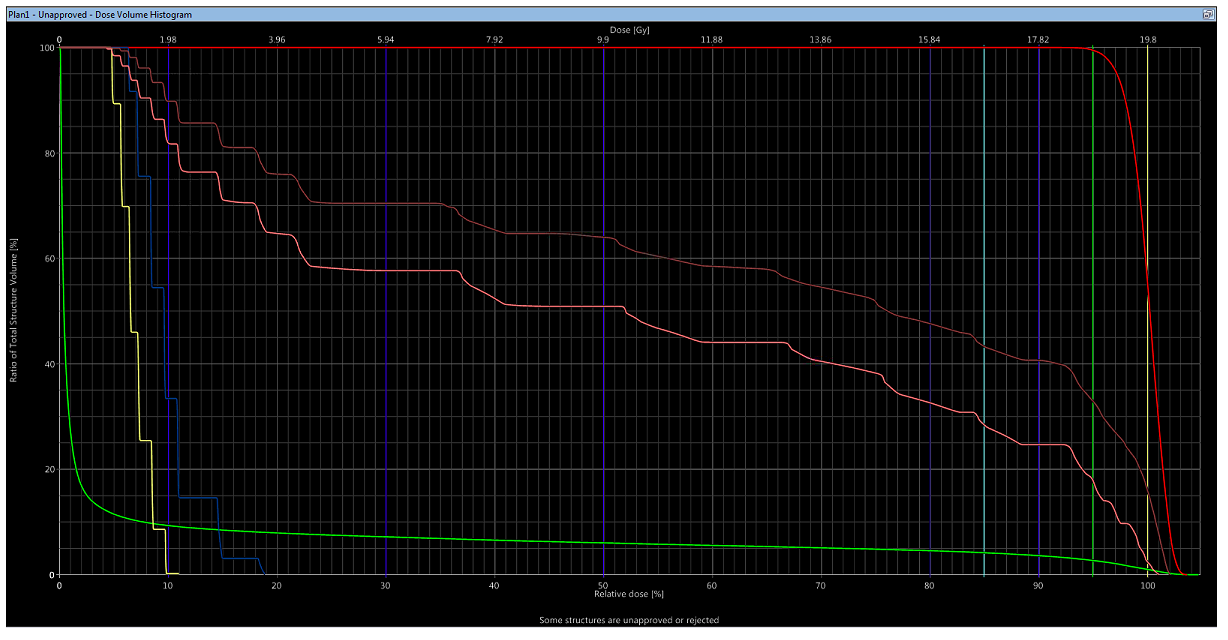 Plan1 - Unapproved - Dose Volume Histogram
Dose [Gy]
0 1.98 3.96 5.94 7.92 9.9 11.88 13.86 15.84 17.82 19.8
100
80
60
40
20
0
Ratio of Total Structure Volume [%]
0 10 20 30 40 50 60 70 80 90 100
Relative dose [%]
Some structures are unapproved or rejected